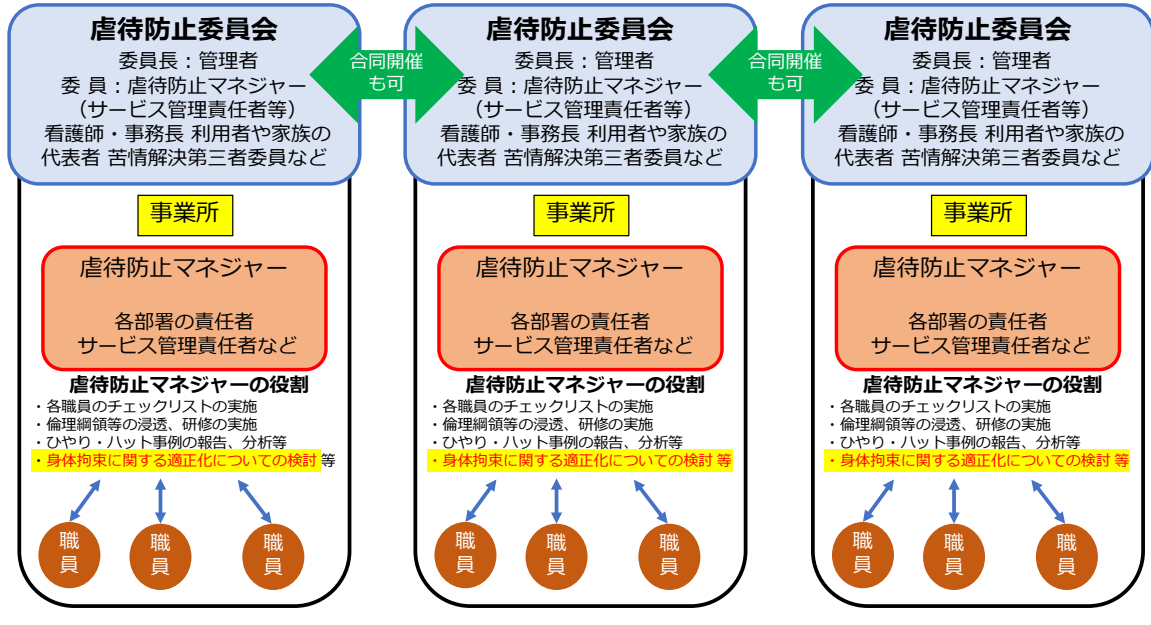 虐待防止委員会
委員長：管理者
委 員：虐待防止マネジャー
（サービス管理責任者等）
看護師・事務長 利用者や家族の
代表者 苦情解決第三者委員など
合同開催
も可
虐待防止委員会
委員長：管理者
委 員：虐待防止マネジャー
（サービス管理責任者等）
看護師・事務長 利用者や家族の
代表者 苦情解決第三者委員など
合同開催
も可
虐待防止委員会
委員長：管理者
委 員：虐待防止マネジャー
（サービス管理責任者等）
看護師・事務長 利用者や家族の
代表者 苦情解決第三者委員など
事業所
虐待防止マネジャー
各部署の責任者
サービス管理責任者など
虐待防止マネジャーの役割
・各職員のチェックリストの実施
・倫理綱領等の浸透、研修の実施
・ひやり・ハット事例の報告、分析等
・身体拘束に関する適正化についての検討 等
職
員
職
員
職
員
事業所
虐待防止マネジャー
各部署の責任者
サービス管理責任者など
虐待防止マネジャーの役割
・各職員のチェックリストの実施
・倫理綱領等の浸透、研修の実施
・ひやり・ハット事例の報告、分析等
・身体拘束に関する適正化についての検討 等
職
員
職
員
職
員
事業所
虐待防止マネジャー
各部署の責任者
サービス管理責任者など
虐待防止マネジャーの役割
・各職員のチェックリストの実施
・倫理綱領等の浸透、研修の実施
・ひやり・ハット事例の報告、分析等
・身体拘束に関する適正化についての検討 等
職
員
職
員
職
員